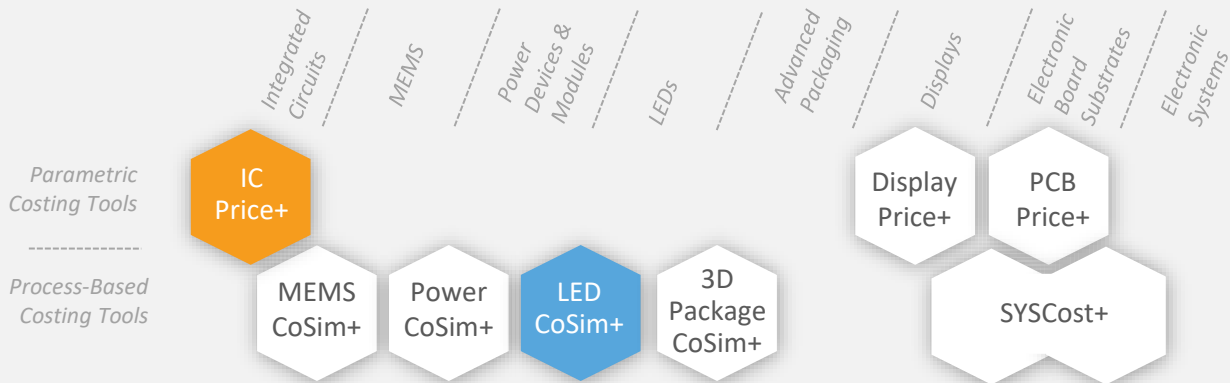 Integrated
Circuits
MEMS
Power
Devices &
Modules
LEDs
Advanced
Packaging
Displays
Electronic
Board
Substrates
Electronic
Systems
Parametric
Costing Tools
IC
Price+
Display
Price+
PCB
Price+
Process-Based
Costing Tools
MEMS
CoSim+
Power
CoSim+
LED
CoSim+
3D
Package
CoSim+
SYSCost+